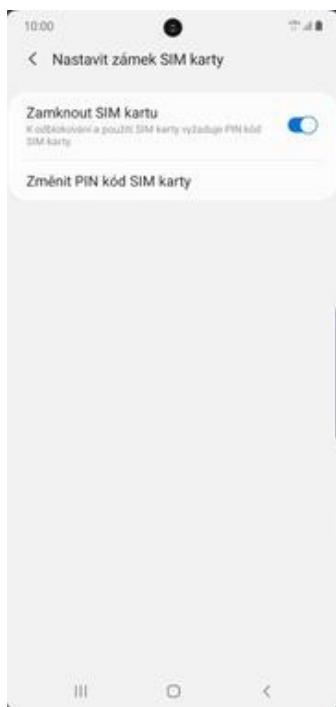 10:00
Nastavit zámek SIM karty
Zamknout SIM kartu
K odblokování a použití SIM karty vyžaduje PIN kód
SIM karty.
Změnit PIN kód SIM karty